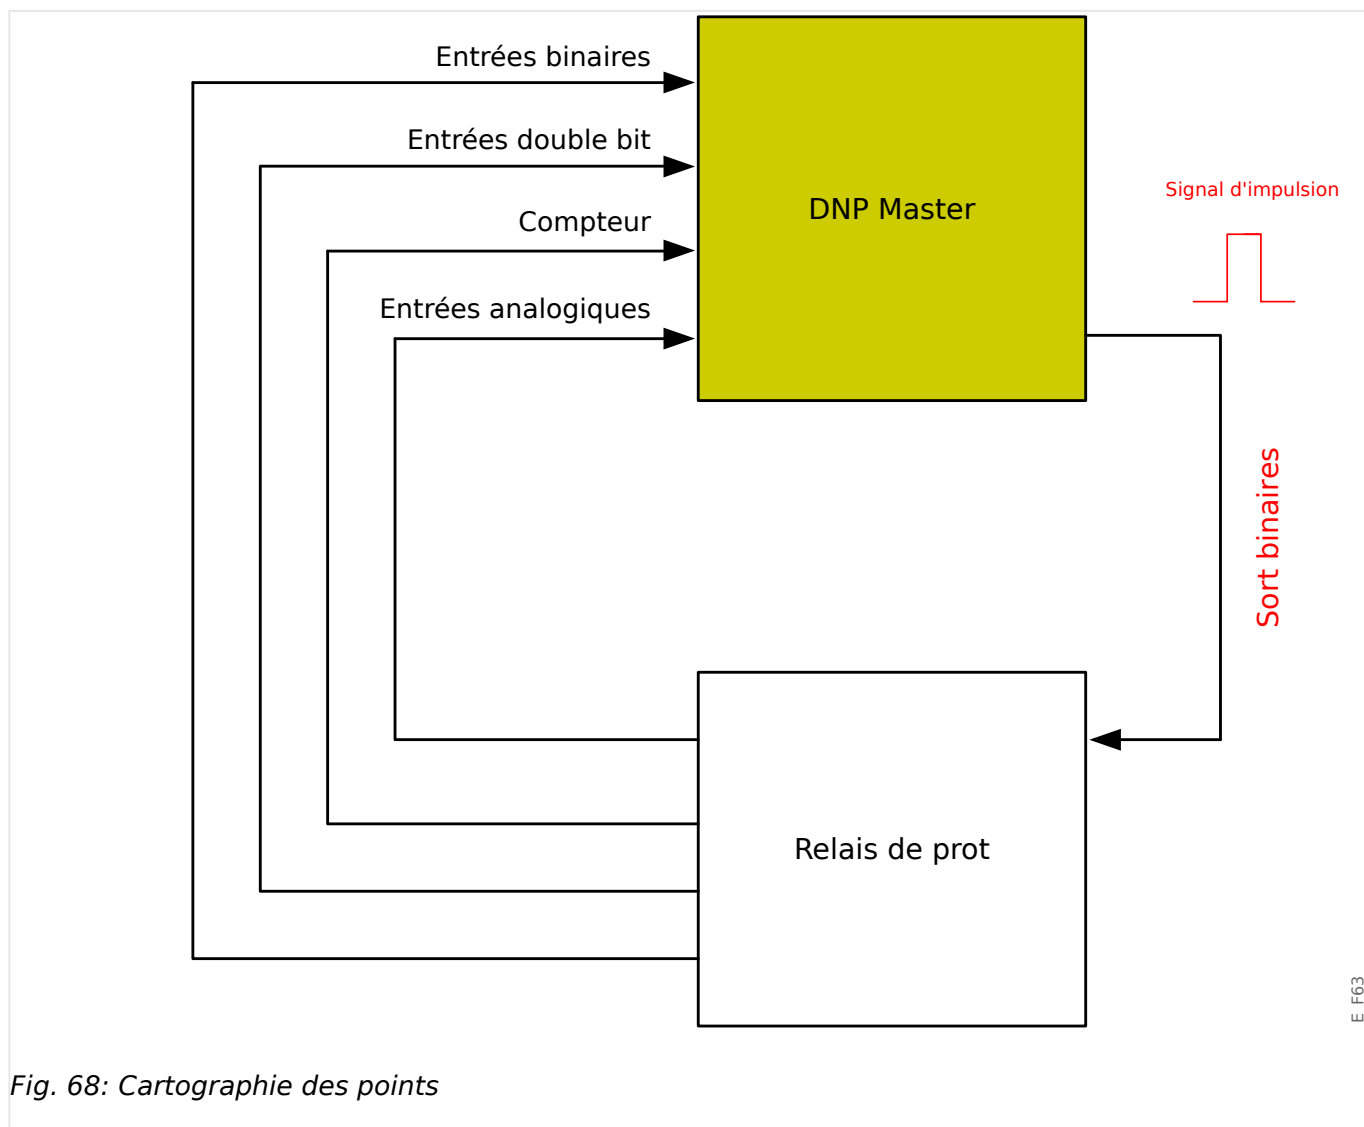 Entrées binaires
Entrées double bit
Compteur
Entrées analogiques
DNP Master
Signal d'impulsion
Sort binaires
Relais de prot
E_F63
Fig. 68: Cartographie des points